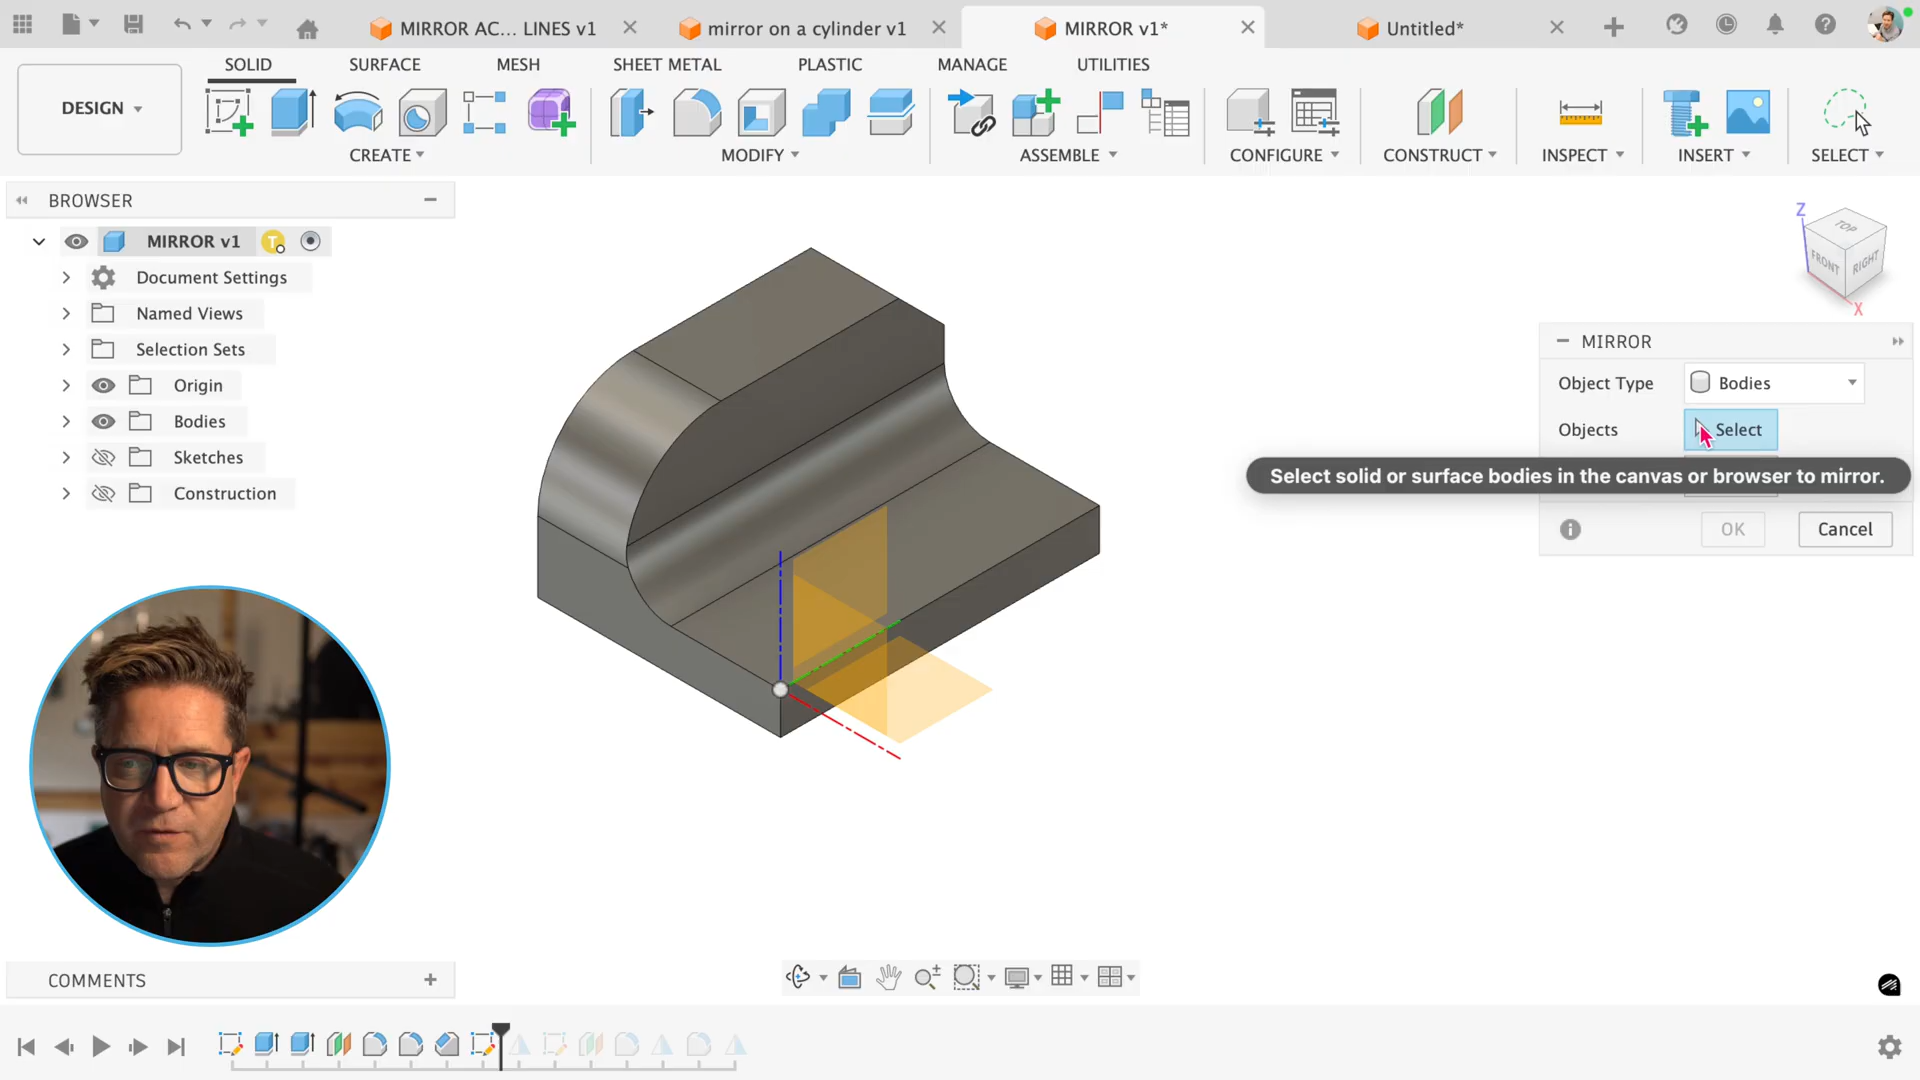 MIRROR AC... LINES v1
mirror on a cylinder v1
MIRROR v1*
Untitled*
DESIGN
SOLID
SURFACE
MESH
SHEET METAL
PLASTIC
MANAGE
UTILITIES
CREATE
MODIFY
ASSEMBLE
CONFIGURE
CONSTRUCT
INSPECT
INSERT
SELECT
BROWSER
MIRROR v1
T
Document Settings
Named Views
Selection Sets
Origin
Bodies
Sketches
Construction
Z
TOP
FRONT
RIGHT
X
MIRROR
Object Type
Bodies
Objects
Select
Select solid or surface bodies in the canvas or browser to mirror.
OK
Cancel
COMMENTS